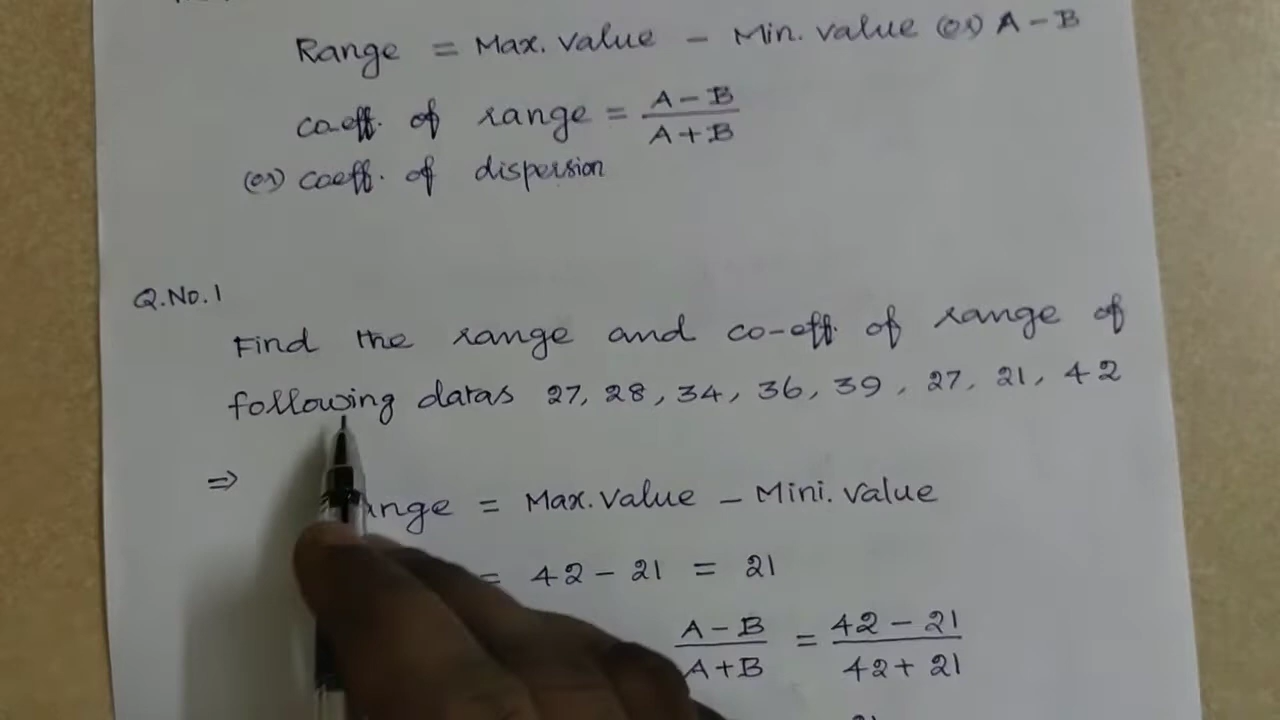 Range = Max. value - Min. value (or) A - B
coeff. of range = A - B / A + B
(or) coeff. of dispersion
Q.No.1
Find the range and co-eff. of range of
following datas 27, 28, 34, 36, 39, 27, 21, 42
⇒
= Max. Value - Mini. Value
= 42 - 21 = 21
A - B / A + B = 42 - 21 / 42 + 21